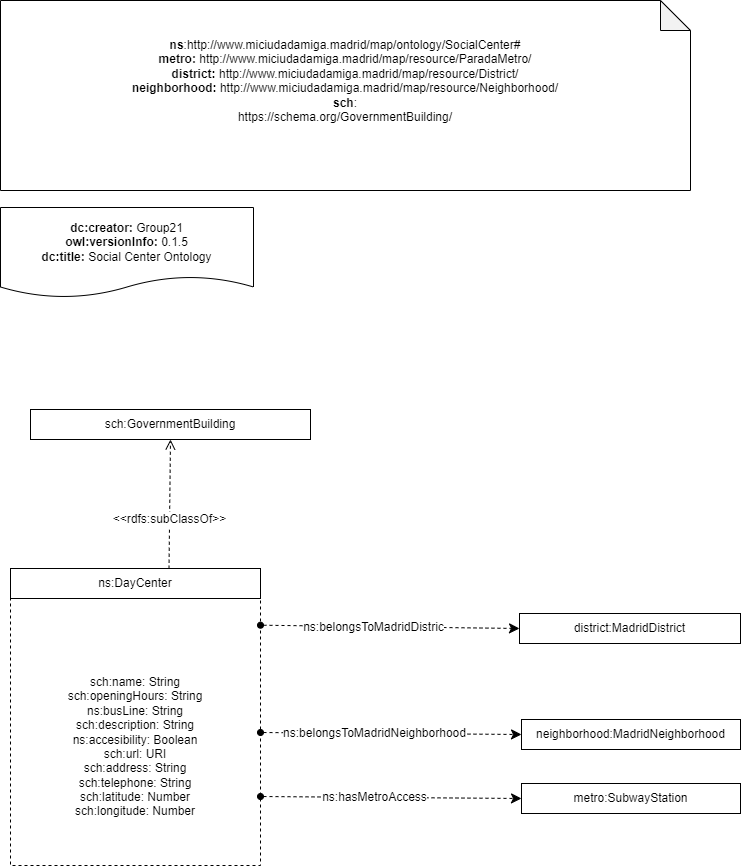 ns:http://www.miciudadamiga.madrid/map/ontology/SocialCenter#
metro: http://www.miciudadamiga.madrid/map/resource/ParadaMetro/
district: http://www.miciudadamiga.madrid/map/resource/District/
neighborhood: http://www.miciudadamiga.madrid/map/resource/Neighborhood/
sch:
https://schema.org/GovernmentBuilding/
dc:creator: Group21
owl:versionInfo: 0.1.5
dc:title: Social Center Ontology
sch:GovernmentBuilding
<<rdfs:subClassOf>>
ns:DayCenter
sch:name: String
sch:openingHours: String
ns:busLine: String
sch:description: String
ns:accesibility: Boolean
sch:url: URI
sch:address: String
sch:telephone: String
sch:latitude: Number
sch:longitude: Number
ns:belongsToMadridDistric
district:MadridDistrict
ns:belongsToMadridNeighborhood
neighborhood:MadridNeighborhood
ns:hasMetroAccess
metro:SubwayStation